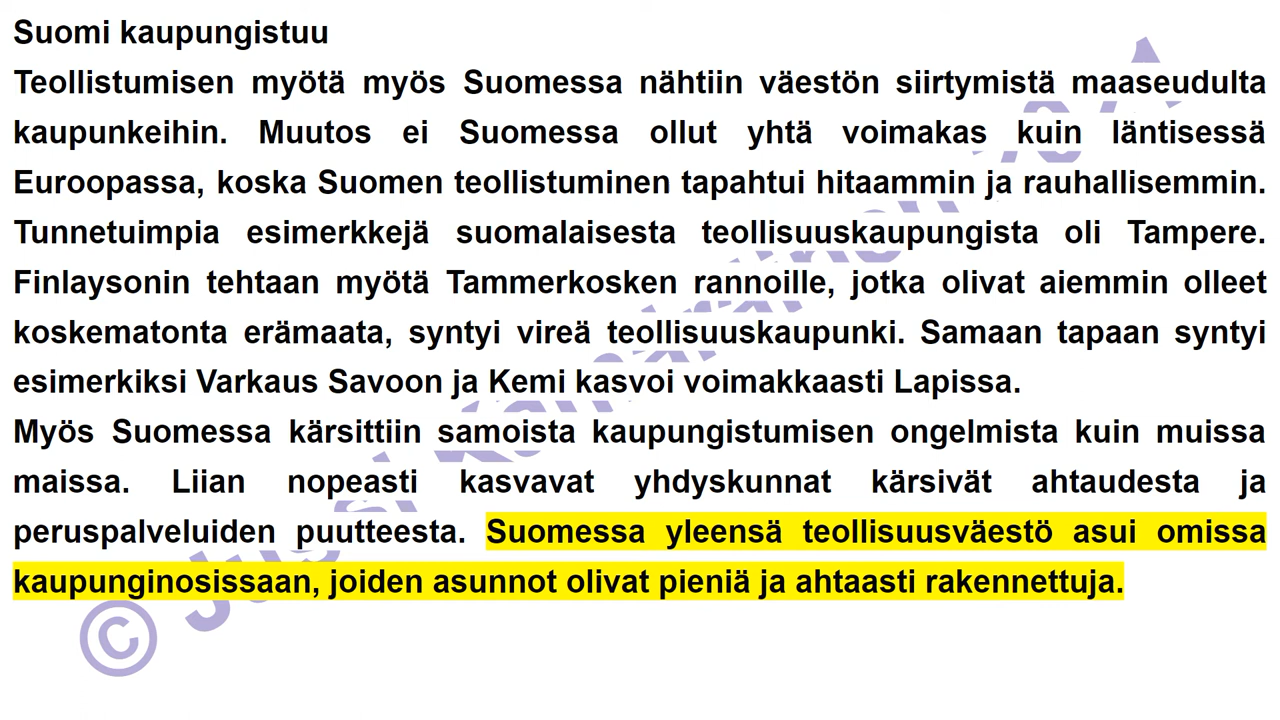 Suomi kaupungistuu
Teollistumisen myötä myös Suomessa nähtiin väestön siirtymistä maaseudulta
kaupunkeihin. Muutos ei Suomessa ollut yhtä voimakas kuin läntisessä
Euroopassa, koska Suomen teollistuminen tapahtui hitaammin ja rauhallisemmin.
Tunnetuimpia esimerkkejä suomalaisesta teollisuuskaupungista oli Tampere.
Finlaysonin tehtaan myötä Tammerkosken rannoille, jotka olivat aiemmin olleet
koskematonta erämaata, syntyi vireä teollisuuskaupunki. Samaan tapaan syntyi
esimerkiksi Varkaus Savoon ja Kemi kasvoi voimakkaasti Lapissa.
Myös Suomessa kärsittiin samoista kaupungistumisen ongelmista kuin muissa
maissa. Liian nopeasti kasvavat yhdyskunnat kärsivät ahtaudesta ja
peruspalveluiden puutteesta. Suomessa yleensä teollisuusväestö asui omissa
kaupunginosissaan, joiden asunnot olivat pieniä ja ahtaasti rakennettuja.